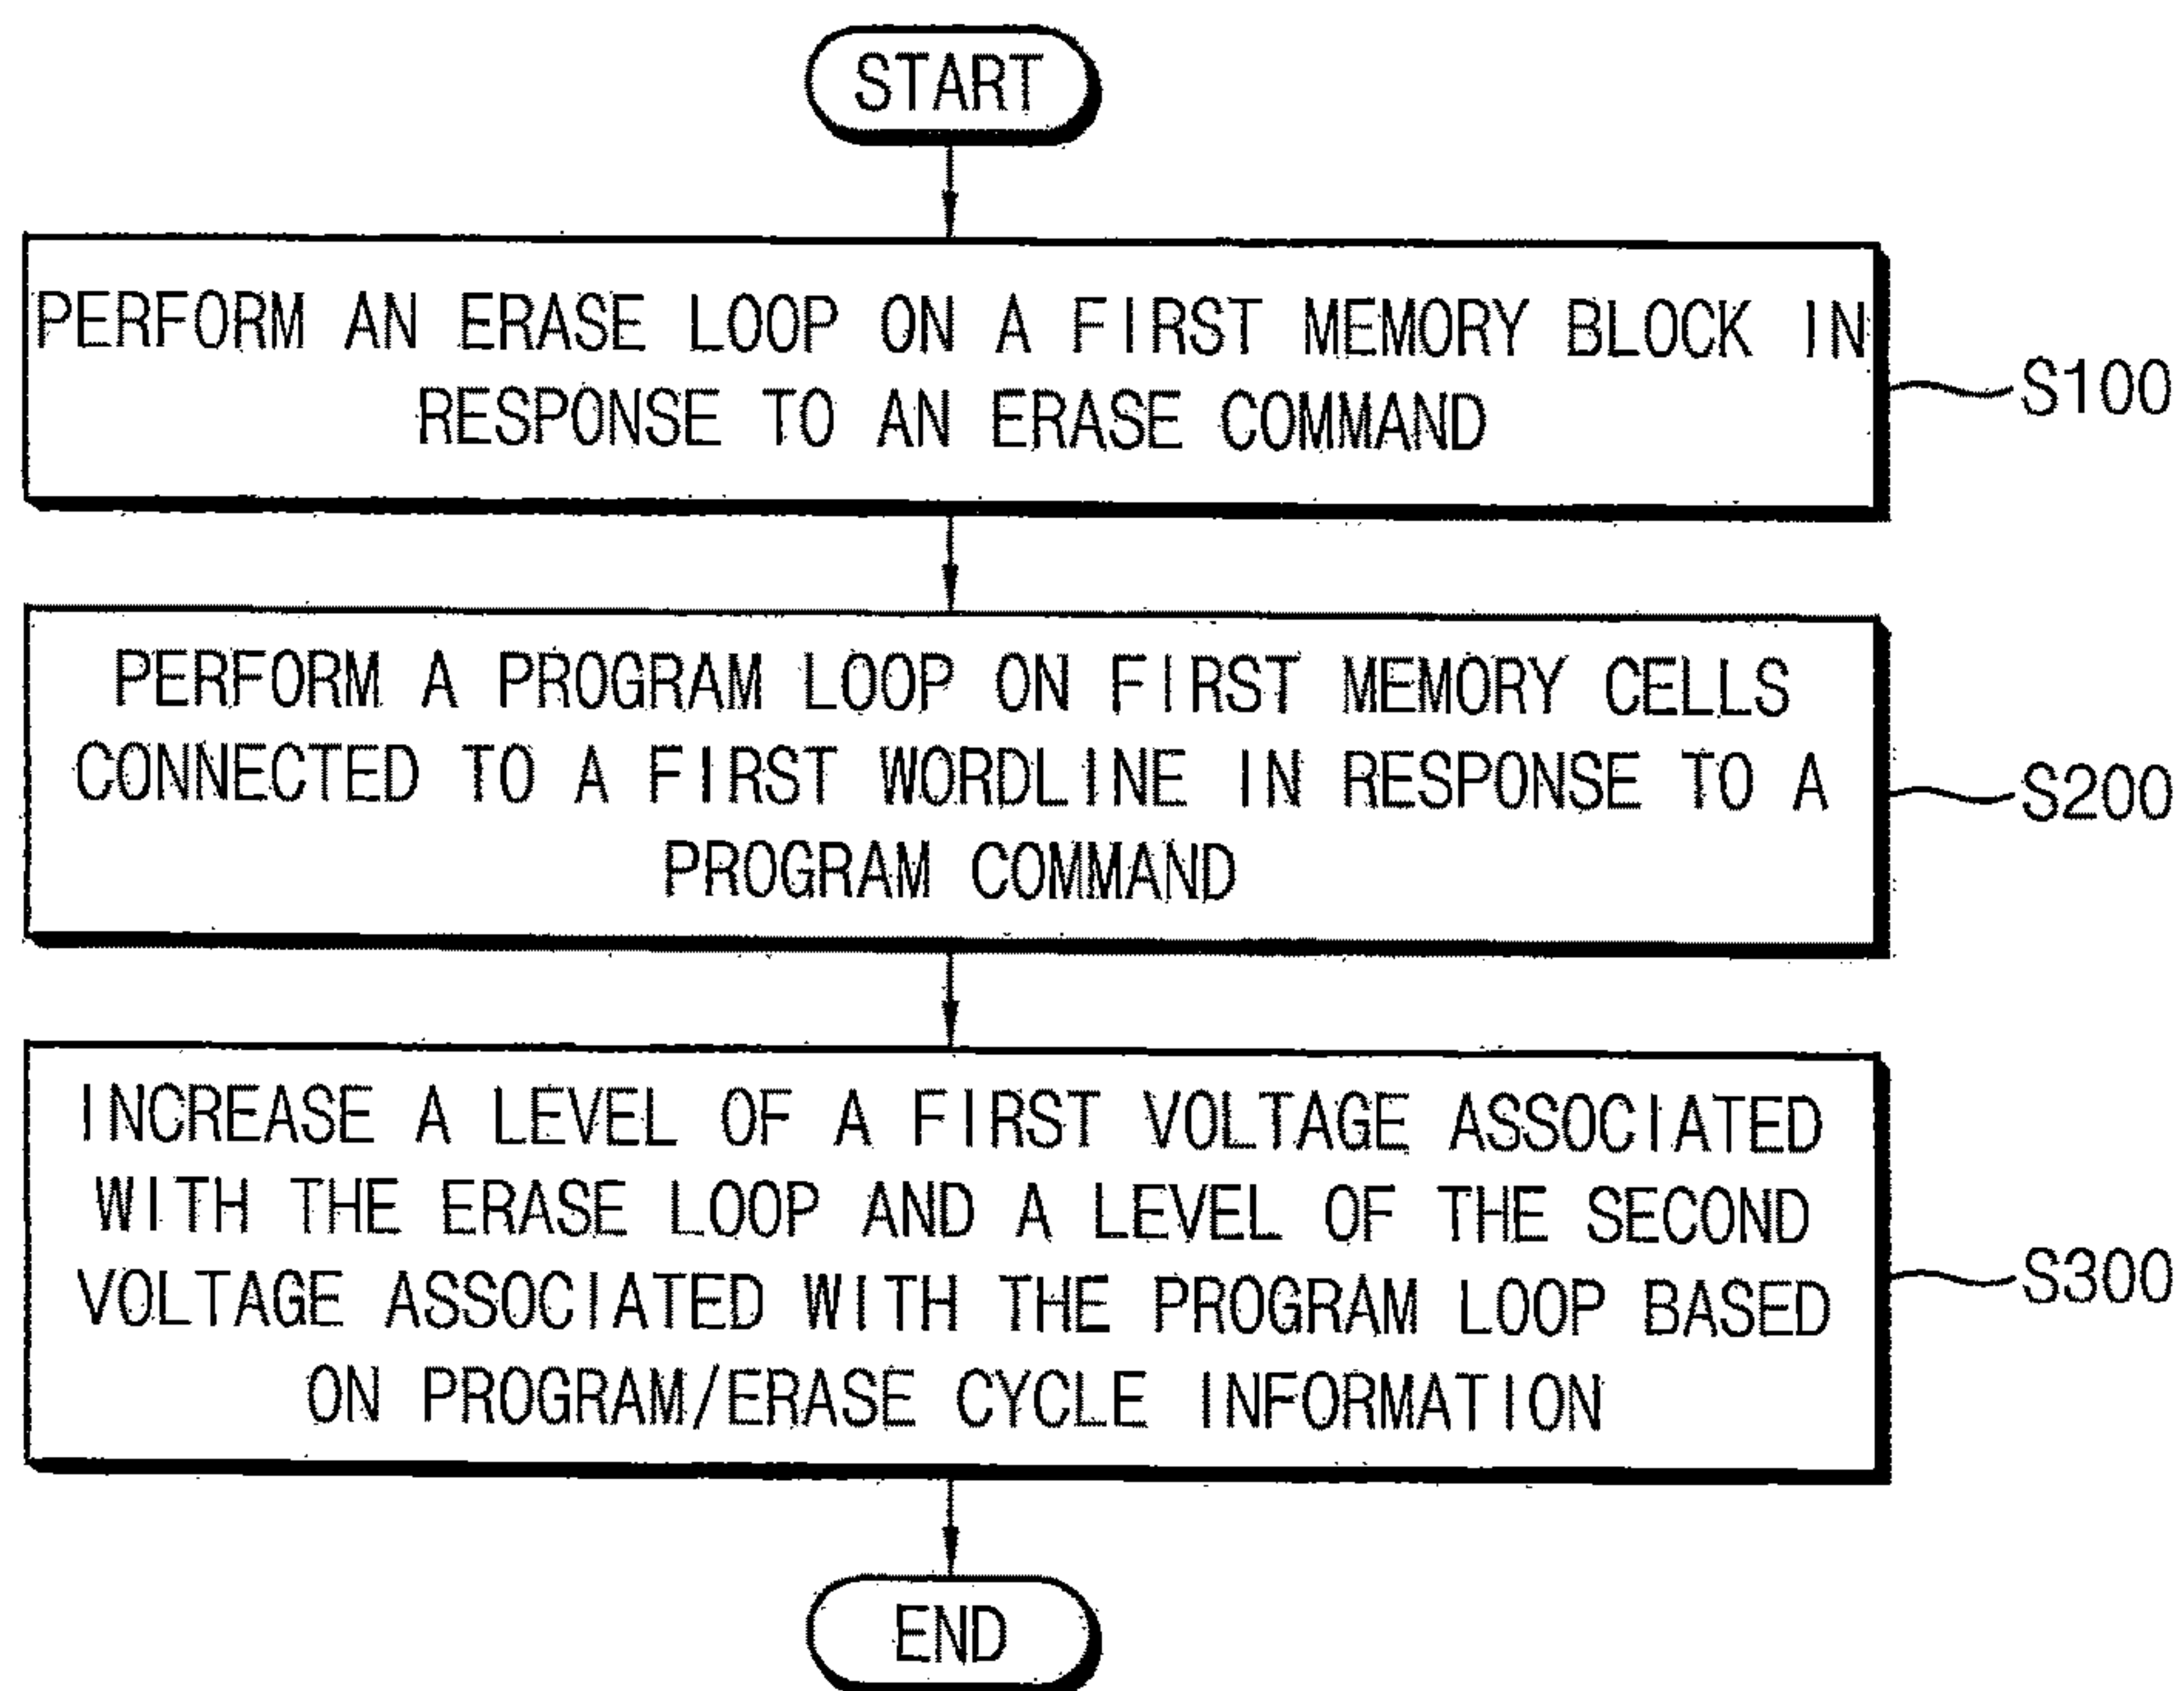 START
PERFORM AN ERASE LOOP ON A FIRST MEMORY BLOCK IN
RESPONSE TO AN ERASE COMMAND
S100
PERFORM A PROGRAM LOOP ON FIRST MEMORY CELLS
CONNECTED TO A FIRST WORDLINE IN RESPONSE TO A
PROGRAM COMMAND
S200
INCREASE A LEVEL OF A FIRST VOLTAGE ASSOCIATED
WITH THE ERASE LOOP AND A LEVEL OF THE SECOND
VOLTAGE ASSOCIATED WITH THE PROGRAM LOOP BASED
ON PROGRAM/ERASE CYCLE INFORMATION
S300
END